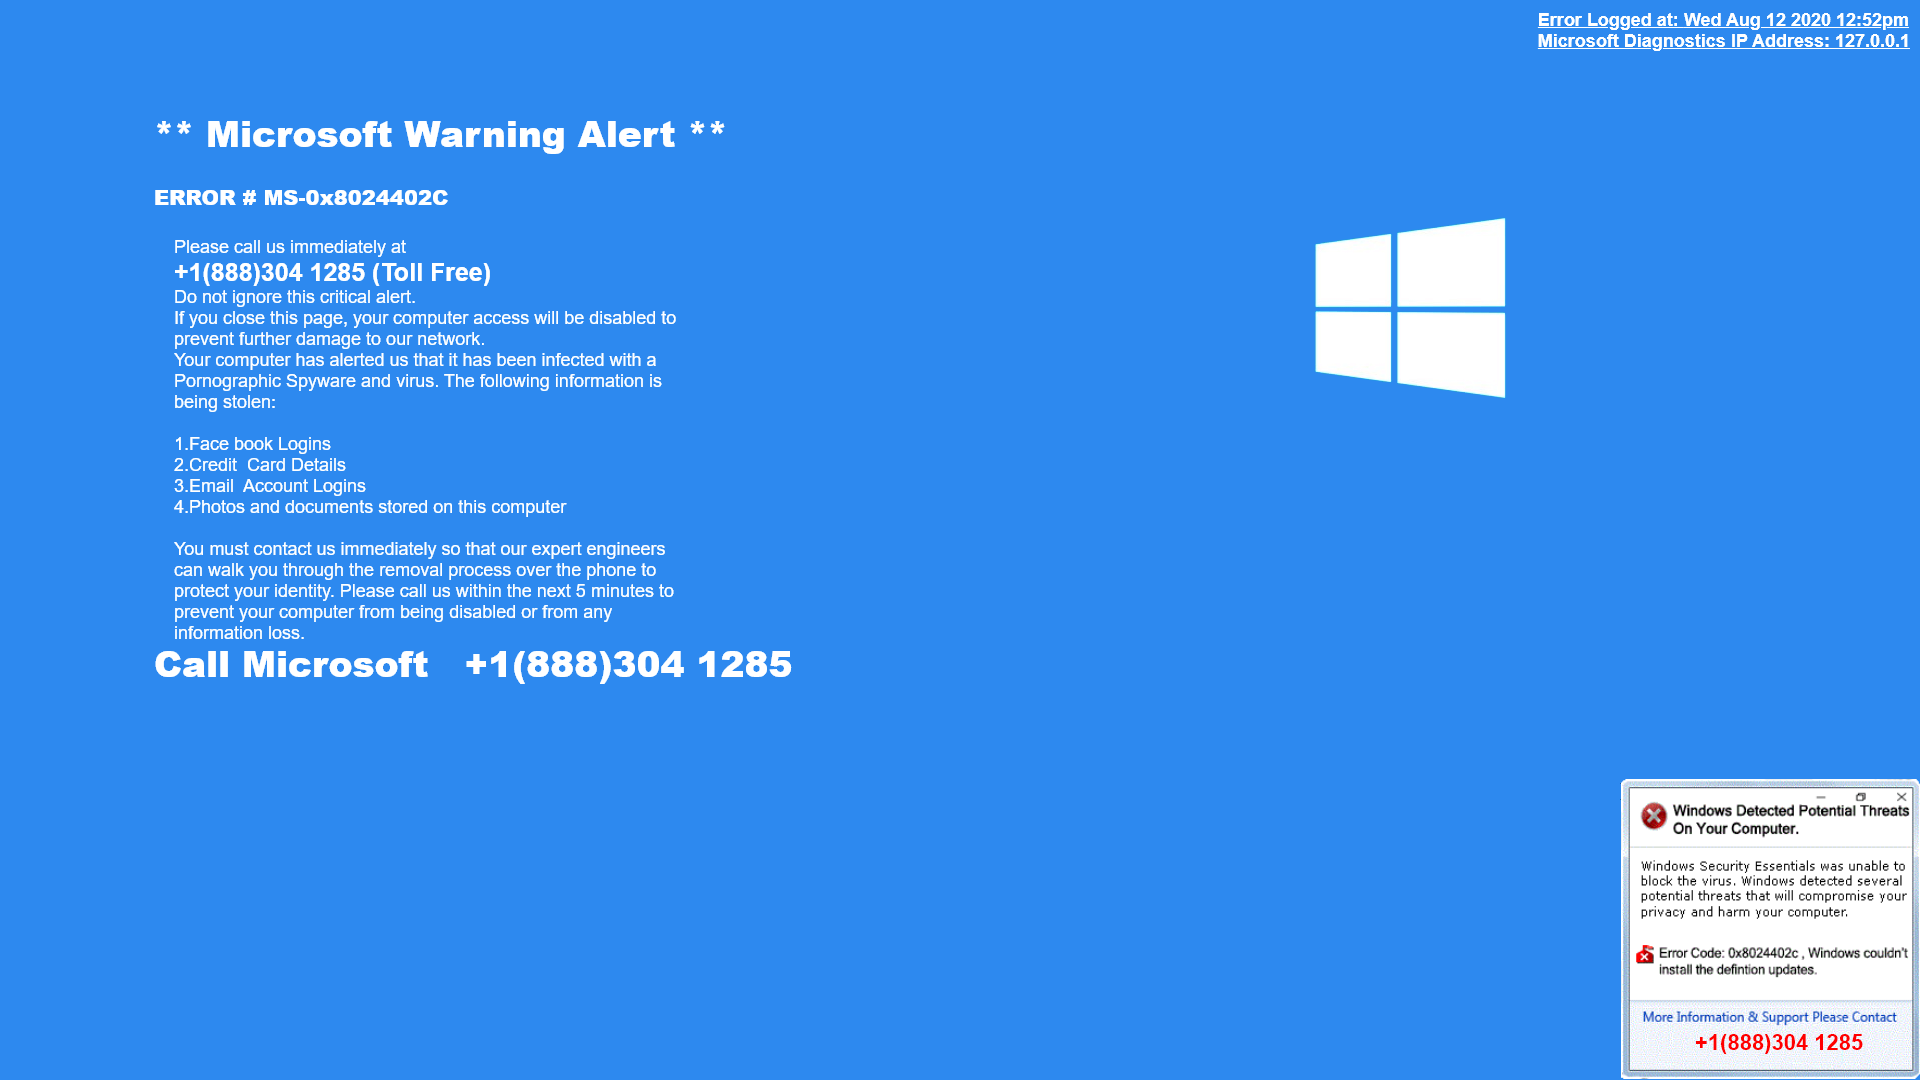 Error Logged at: Wed Aug 12 2020 12:52pm
Microsoft Diagnostics IP Address: 127.0.0.1
** Microsoft Warning Alert **
ERROR # MS-0x8024402C
Please call us immediately at
+1(888)304 1285 (Toll Free)
Do not ignore this critical alert.
If you close this page, your computer access will be disabled to
prevent further damage to our network.
Your computer has alerted us that it has been infected with a
Pornographic Spyware and virus. The following information is
being stolen:
1.Face book Logins
2.Credit  Card Details
3.Email  Account Logins
4.Photos and documents stored on this computer
You must contact us immediately so that our expert engineers
can walk you through the removal process over the phone to
protect your identity. Please call us within the next 5 minutes to
prevent your computer from being disabled or from any
information loss.
Call Microsoft   +1(888)304 1285
Windows Detected Potential Threats
On Your Computer.
Windows Security Essentials was unable to
block the virus. Windows detected several
potential threats that will compromise your
privacy and harm your computer.
Error Code: 0x8024402c , Windows couldn't
install the defintion updates.
More Information & Support Please Contact
+1(888)304 1285